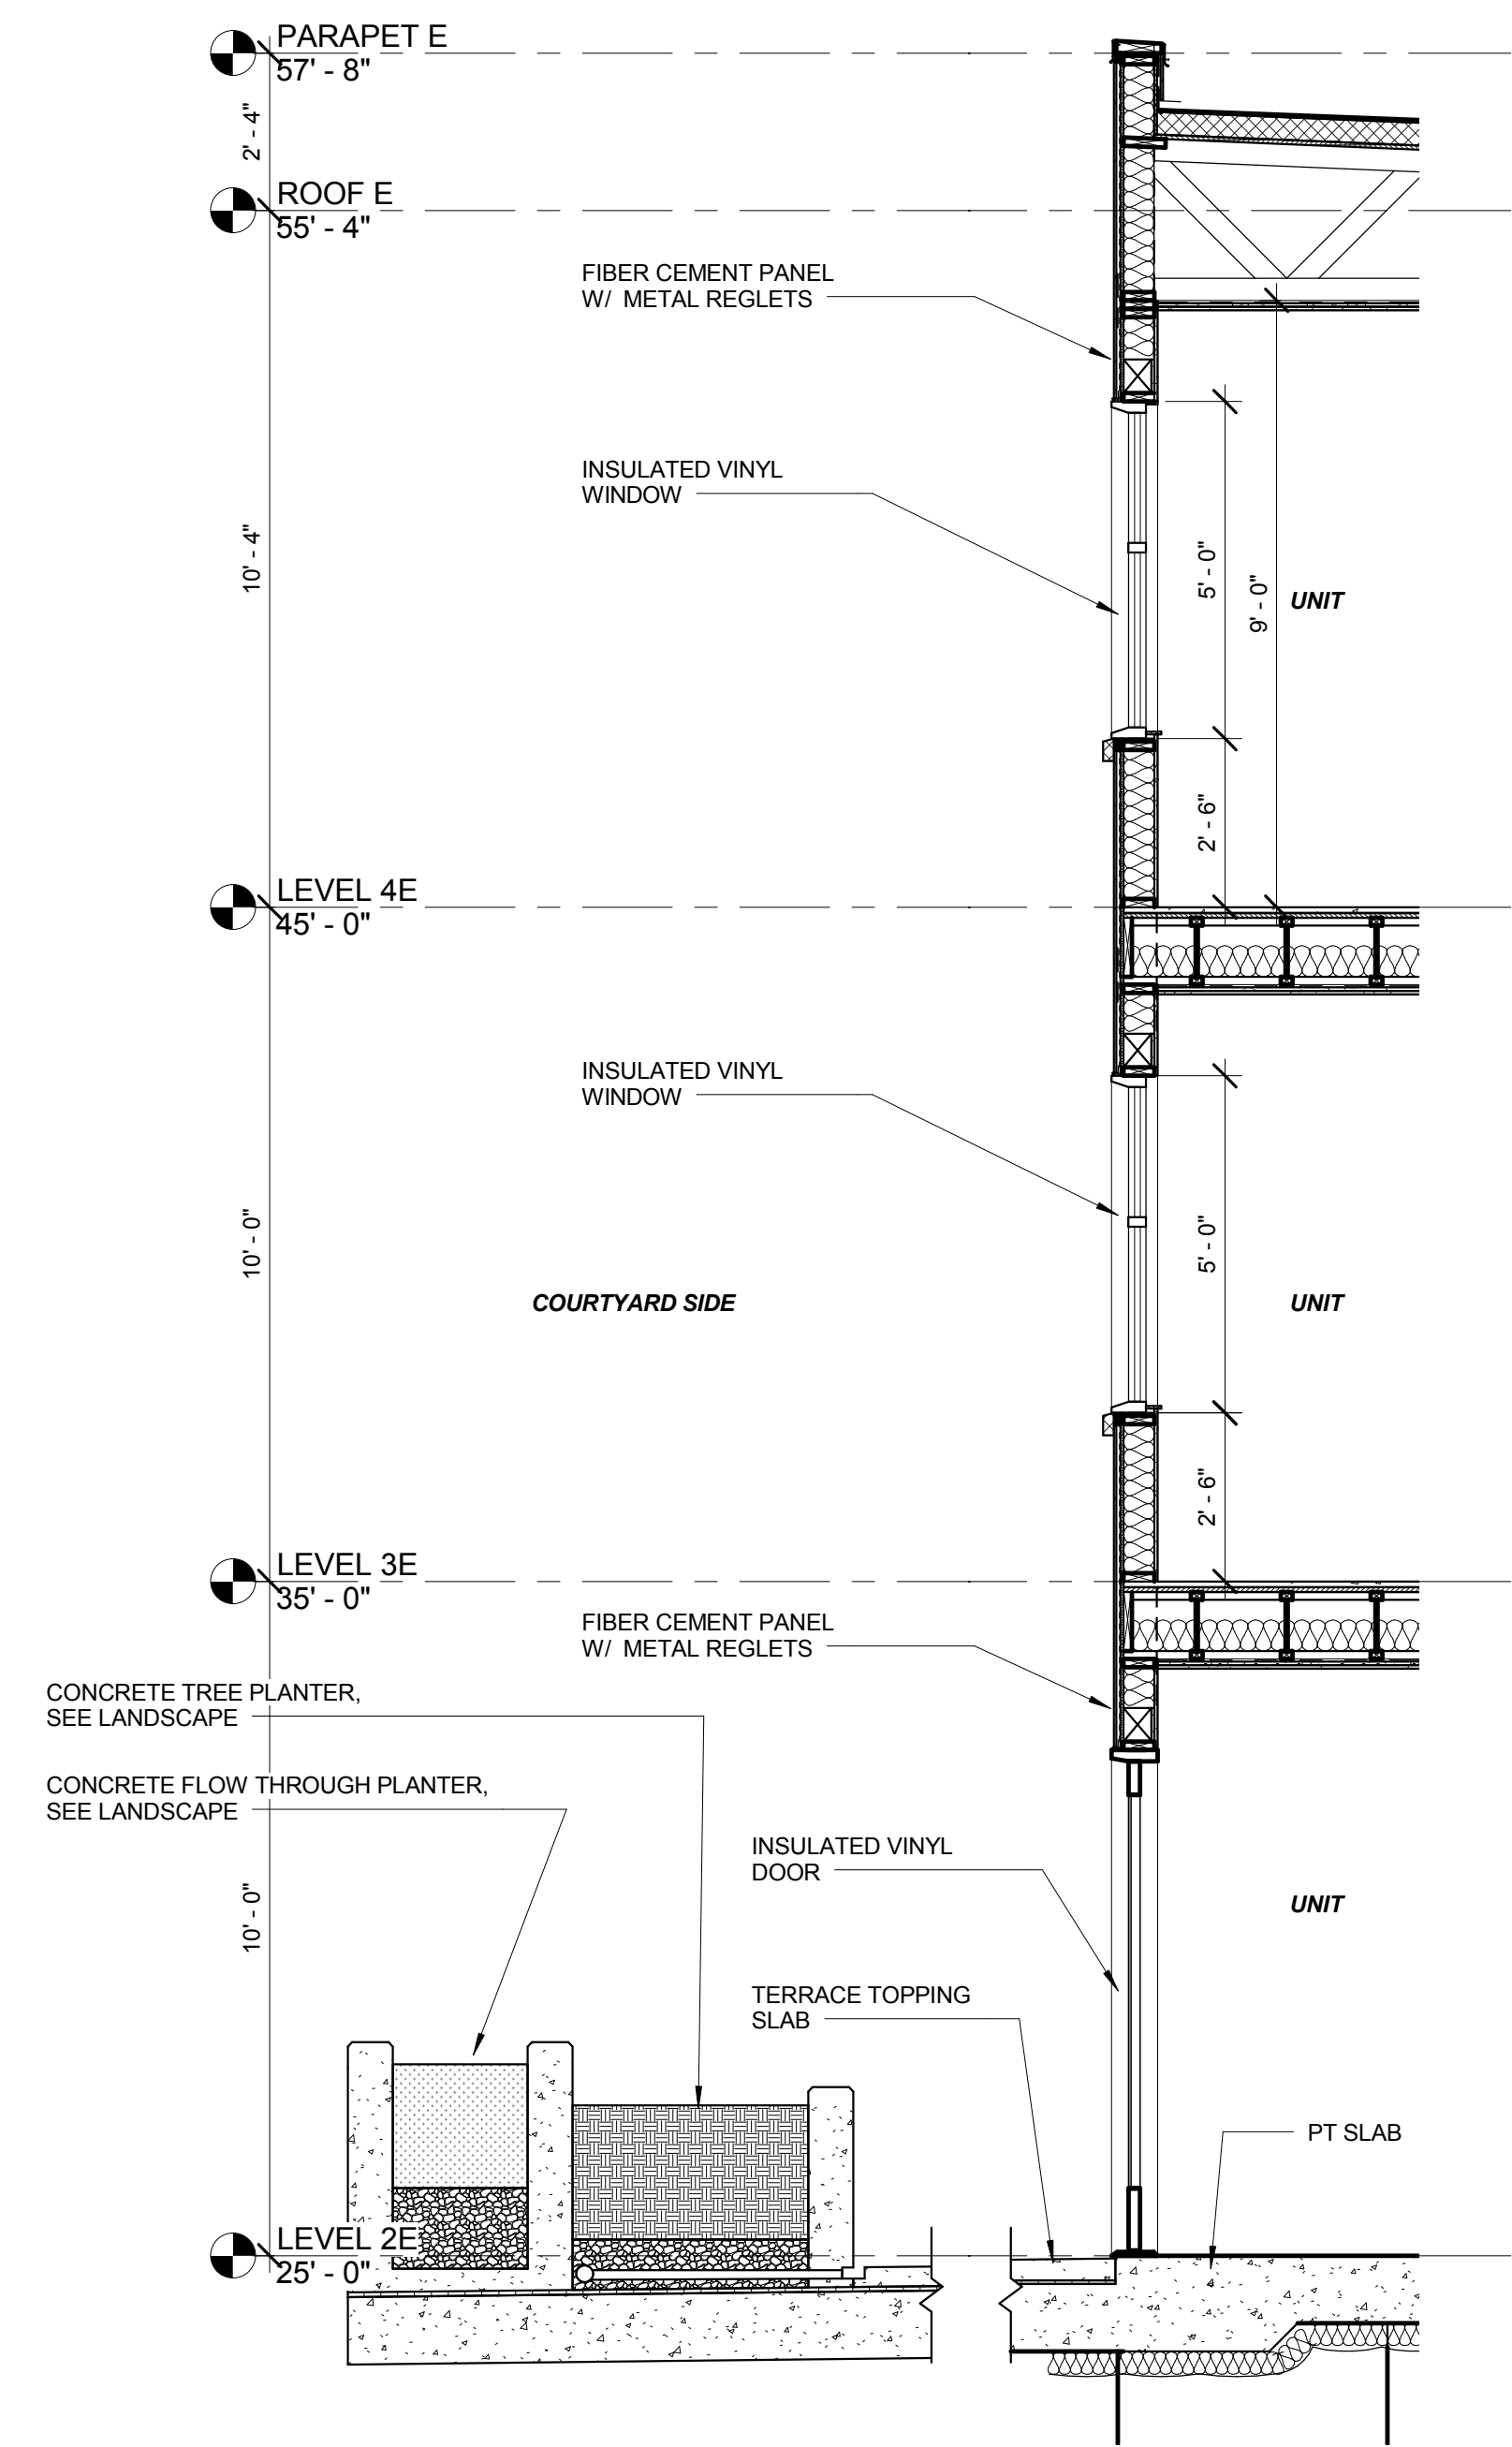 PARAPET E
57' - 8"
2' - 4"
ROOF E
55' - 4"
FIBER CEMENT PANEL
W/ METAL REGLETS
INSULATED VINYL
WINDOW
10' - 4"
5' - 0"
9' - 0"
UNIT
2' - 6"
LEVEL 4E
45' - 0"
INSULATED VINYL
WINDOW
10' - 0"
5' - 0"
COURTYARD SIDE
UNIT
2' - 6"
LEVEL 3E
35' - 0"
FIBER CEMENT PANEL
W/ METAL REGLETS
CONCRETE TREE PLANTER,
SEE LANDSCAPE
CONCRETE FLOW THROUGH PLANTER,
SEE LANDSCAPE
INSULATED VINYL
DOOR
10' - 0"
UNIT
TERRACE TOPPING
SLAB
PT SLAB
LEVEL 2E
25' - 0"